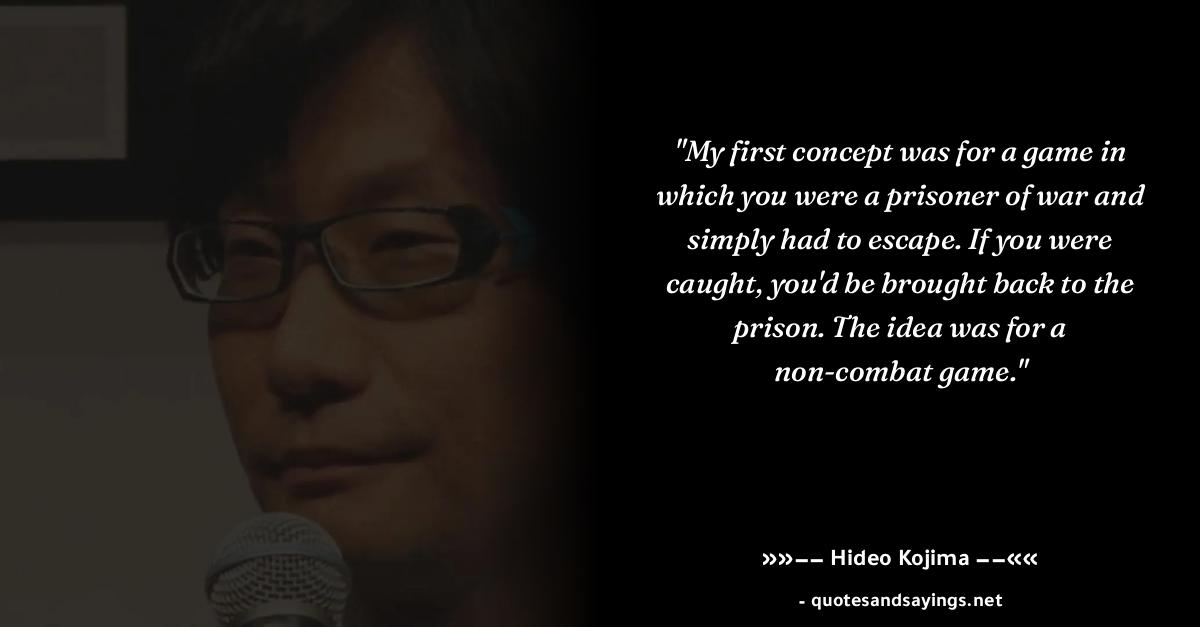 "My first concept was for a game in
which you were a prisoner of war and
simply had to escape. If you were
caught, you'd be brought back to the
prison. The idea was for a
non-combat game."
»»−− Hideo Kojima −−««
- quotesandsayings.net